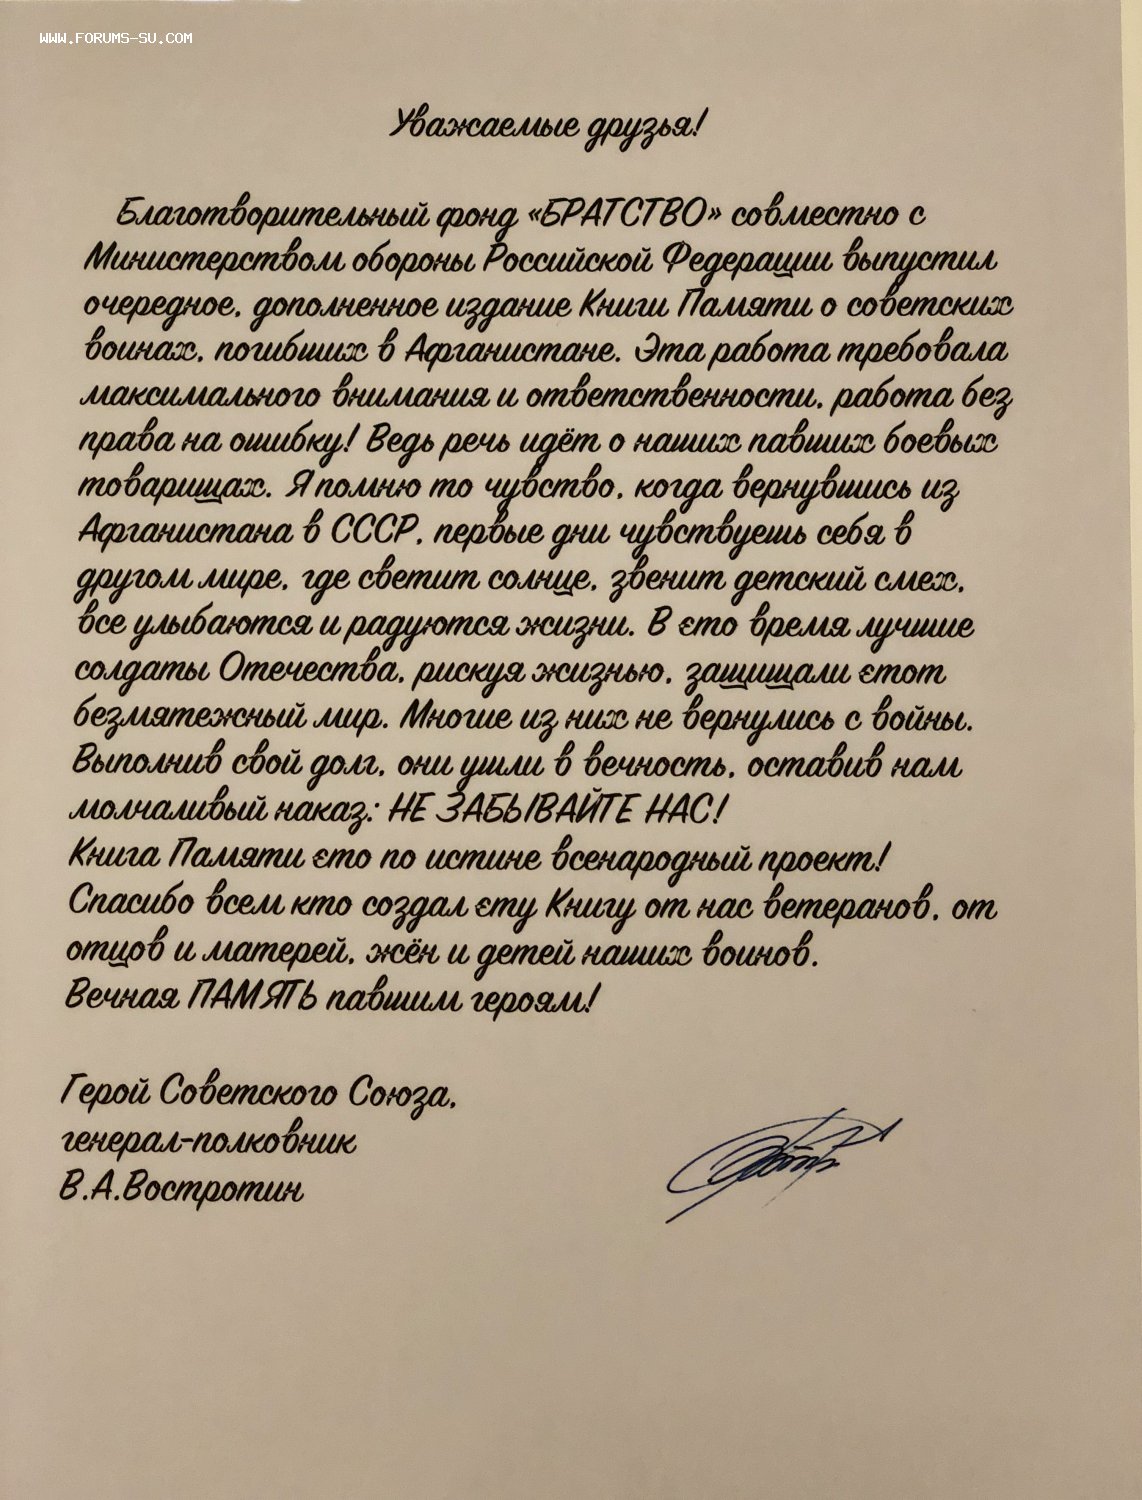 WWW.FORUMS-SU.COM
Уважаемые друзья!
Благотворительный фонд «БРАТСТВО» совместно с
Министерством обороны Российской Федерации выпустил
очередное, дополненное издание Книги Памяти о советских
воинах, погибших в Афганистане. Эта работа требовала
максимального внимания и ответственности, работа без
права на ошибку! Ведь речь идёт о наших павших боевых
товарищах. Я помню то чувство, когда вернувшись из
Афганистана в СССР, первые дни чувствуешь себя в
другом мире, где светит солнце, звенит детский смех,
все улыбаются и радуются жизни. В это время лучшие
солдаты Отечества, рискуя жизнью, защищали этот
безмятежный мир. Многие из них не вернулись с войны.
Выполнив свой долг, они ушли в вечность, оставив нам
молчаливый наказ: НЕ ЗАБЫВАЙТЕ НАС!
Книга Памяти это по истине всенародный проект!
Спасибо всем кто создал эту Книгу от нас ветеранов, от
отцов и матерей, жён и детей наших воинов.
Вечная ПАМЯТЬ павшим героям!
Герой Советского Союза,
генерал-полковник
В.А.Востротин